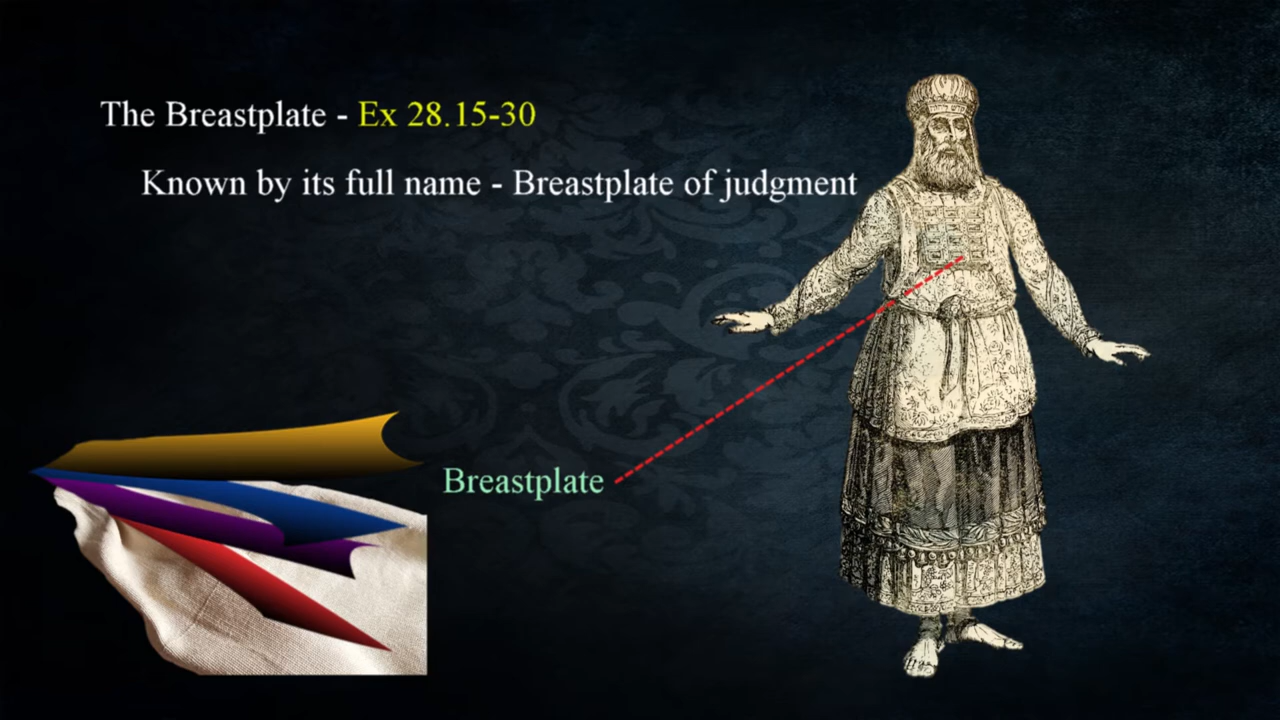 The Breastplate - Ex 28.15-30
Known by its full name - Breastplate of judgment
Breastplate